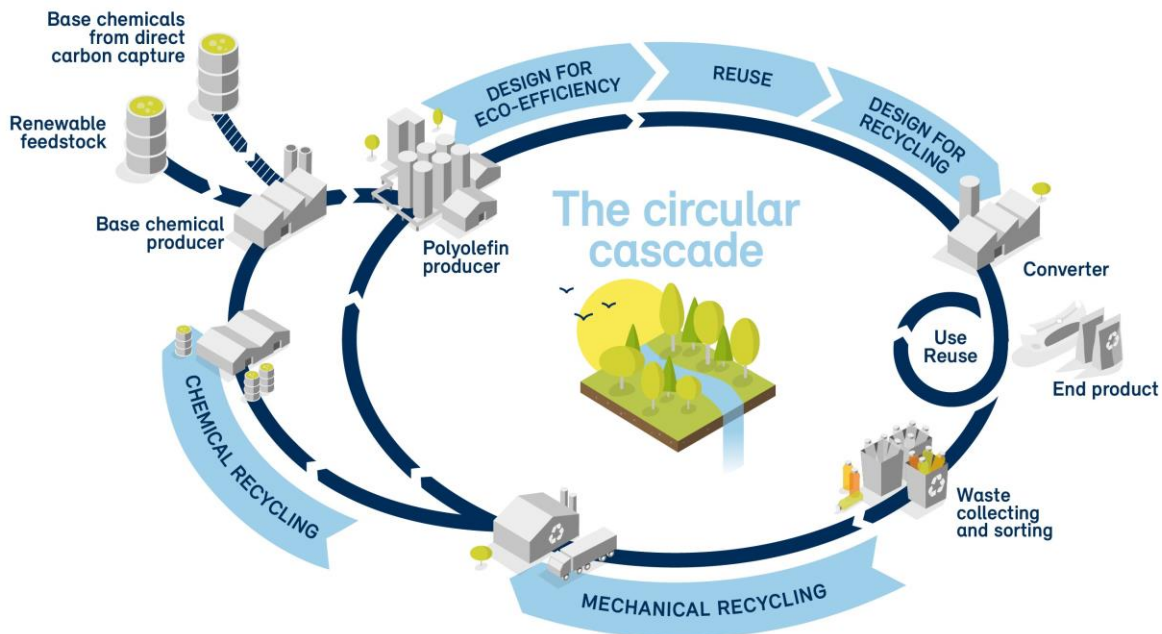 Base chemicals
from direct
carbon capture
Renewable
feedstock
Base chemical
producer
Polyolefin
producer
DESIGN FOR
ECO-EFFICIENCY
REUSE
DESIGN FOR
RECYCLING
The circular
cascade
Converter
Use
Reuse
End product
Waste
collecting
and sorting
MECHANICAL RECYCLING
CHEMICAL RECYCLING